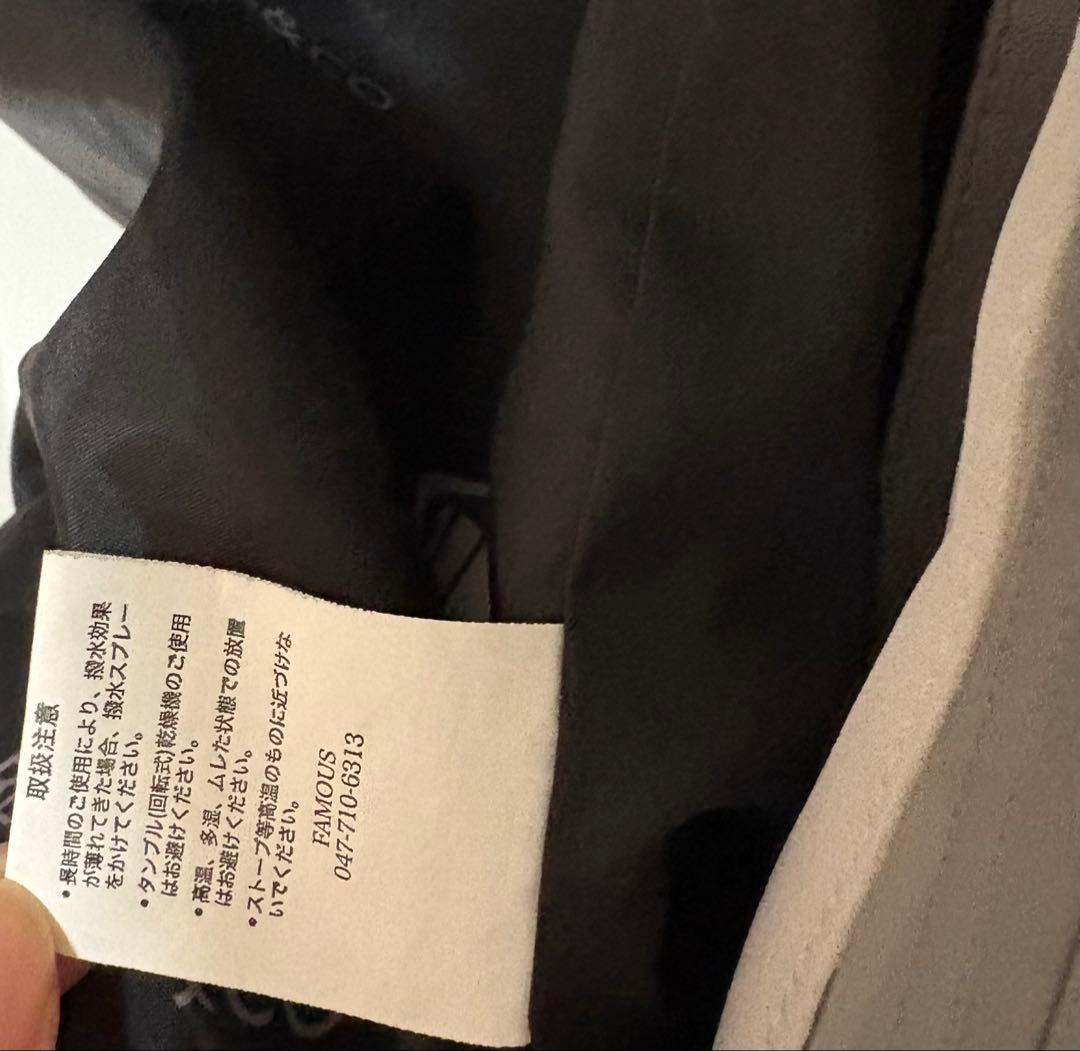 &CO
取扱注意
•長時間のご使用により、撥水効果
が薄れてきた場合、撥水スプレー
をかけてください。
•タンブル(回転式)乾燥機のご使用
はお避けください。
•高温、多湿、ムレた状態での放置
はお避けください。
•ストーブ等高温のものに近づけな
いでください。
FAMOUS
047-710-6313